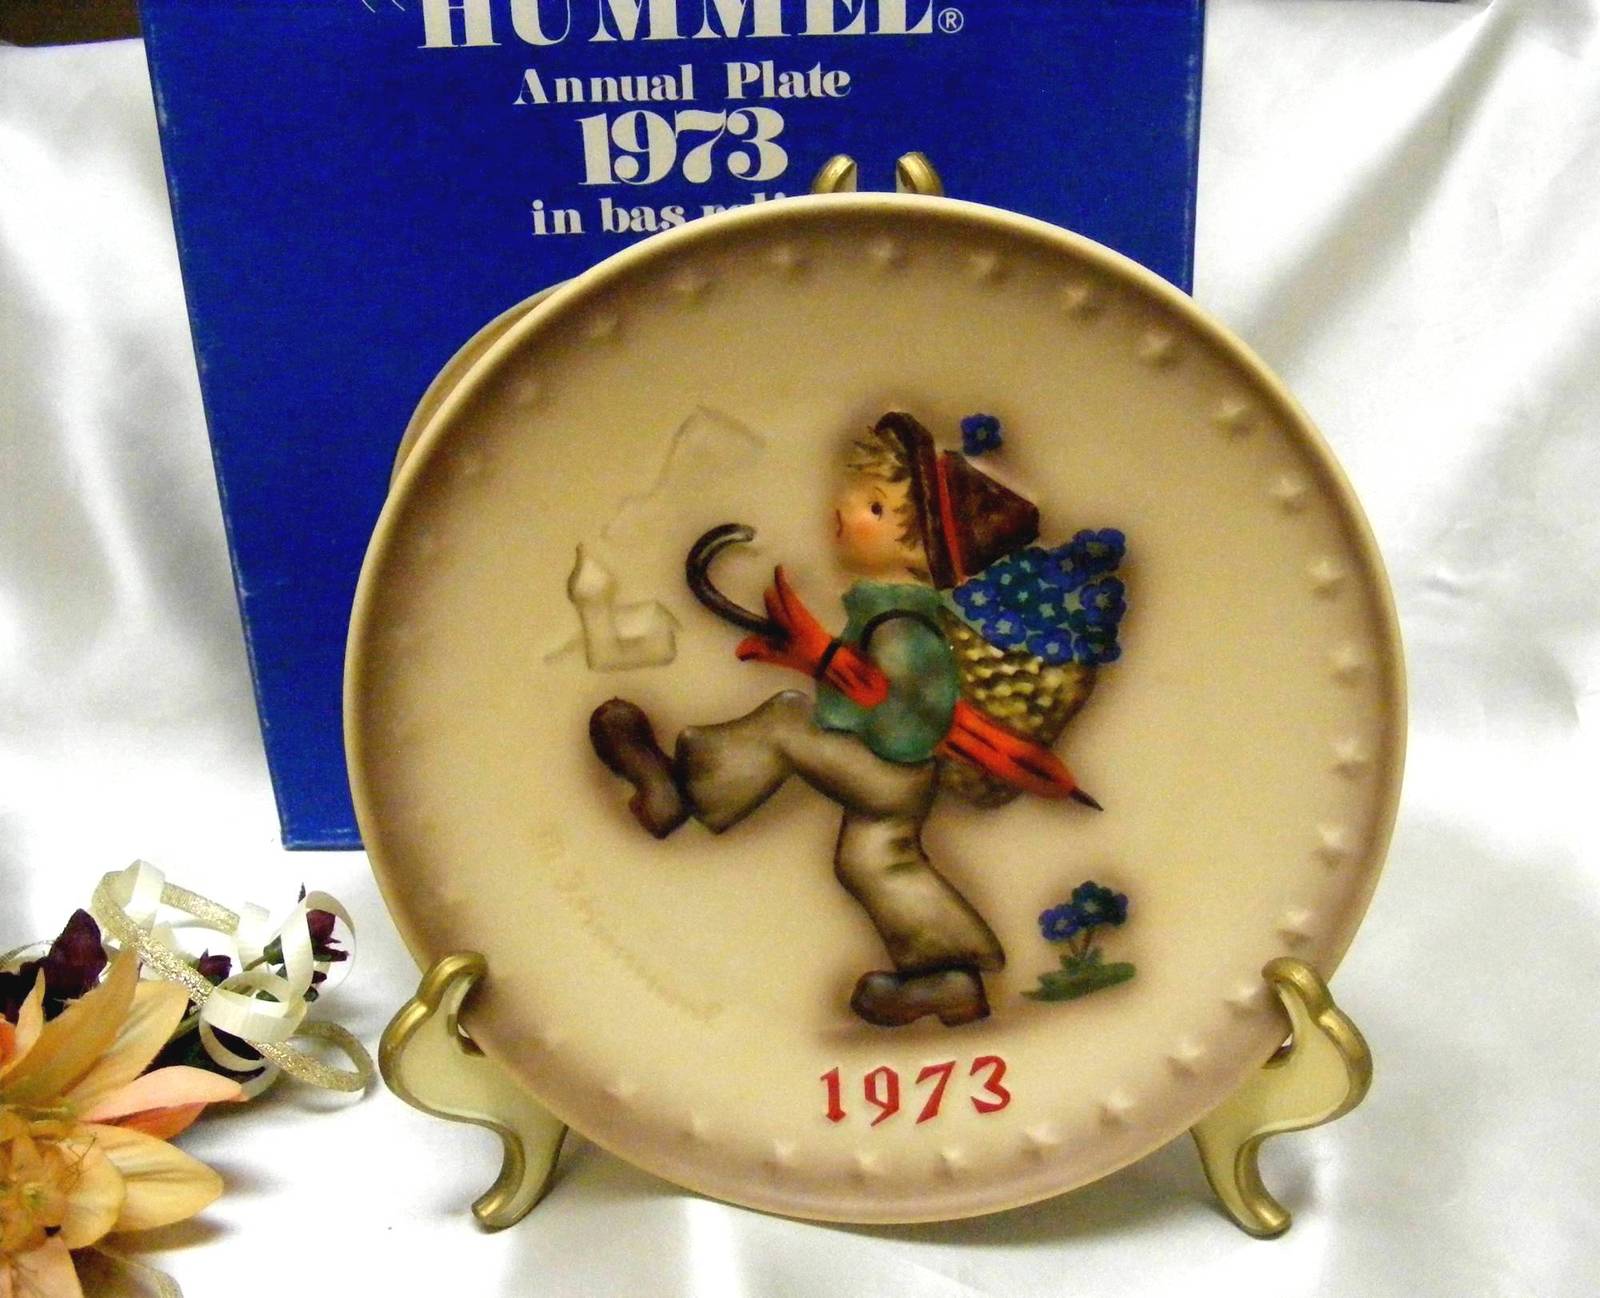 HUMMEL®
Annual Plate
1973
in bas
1973